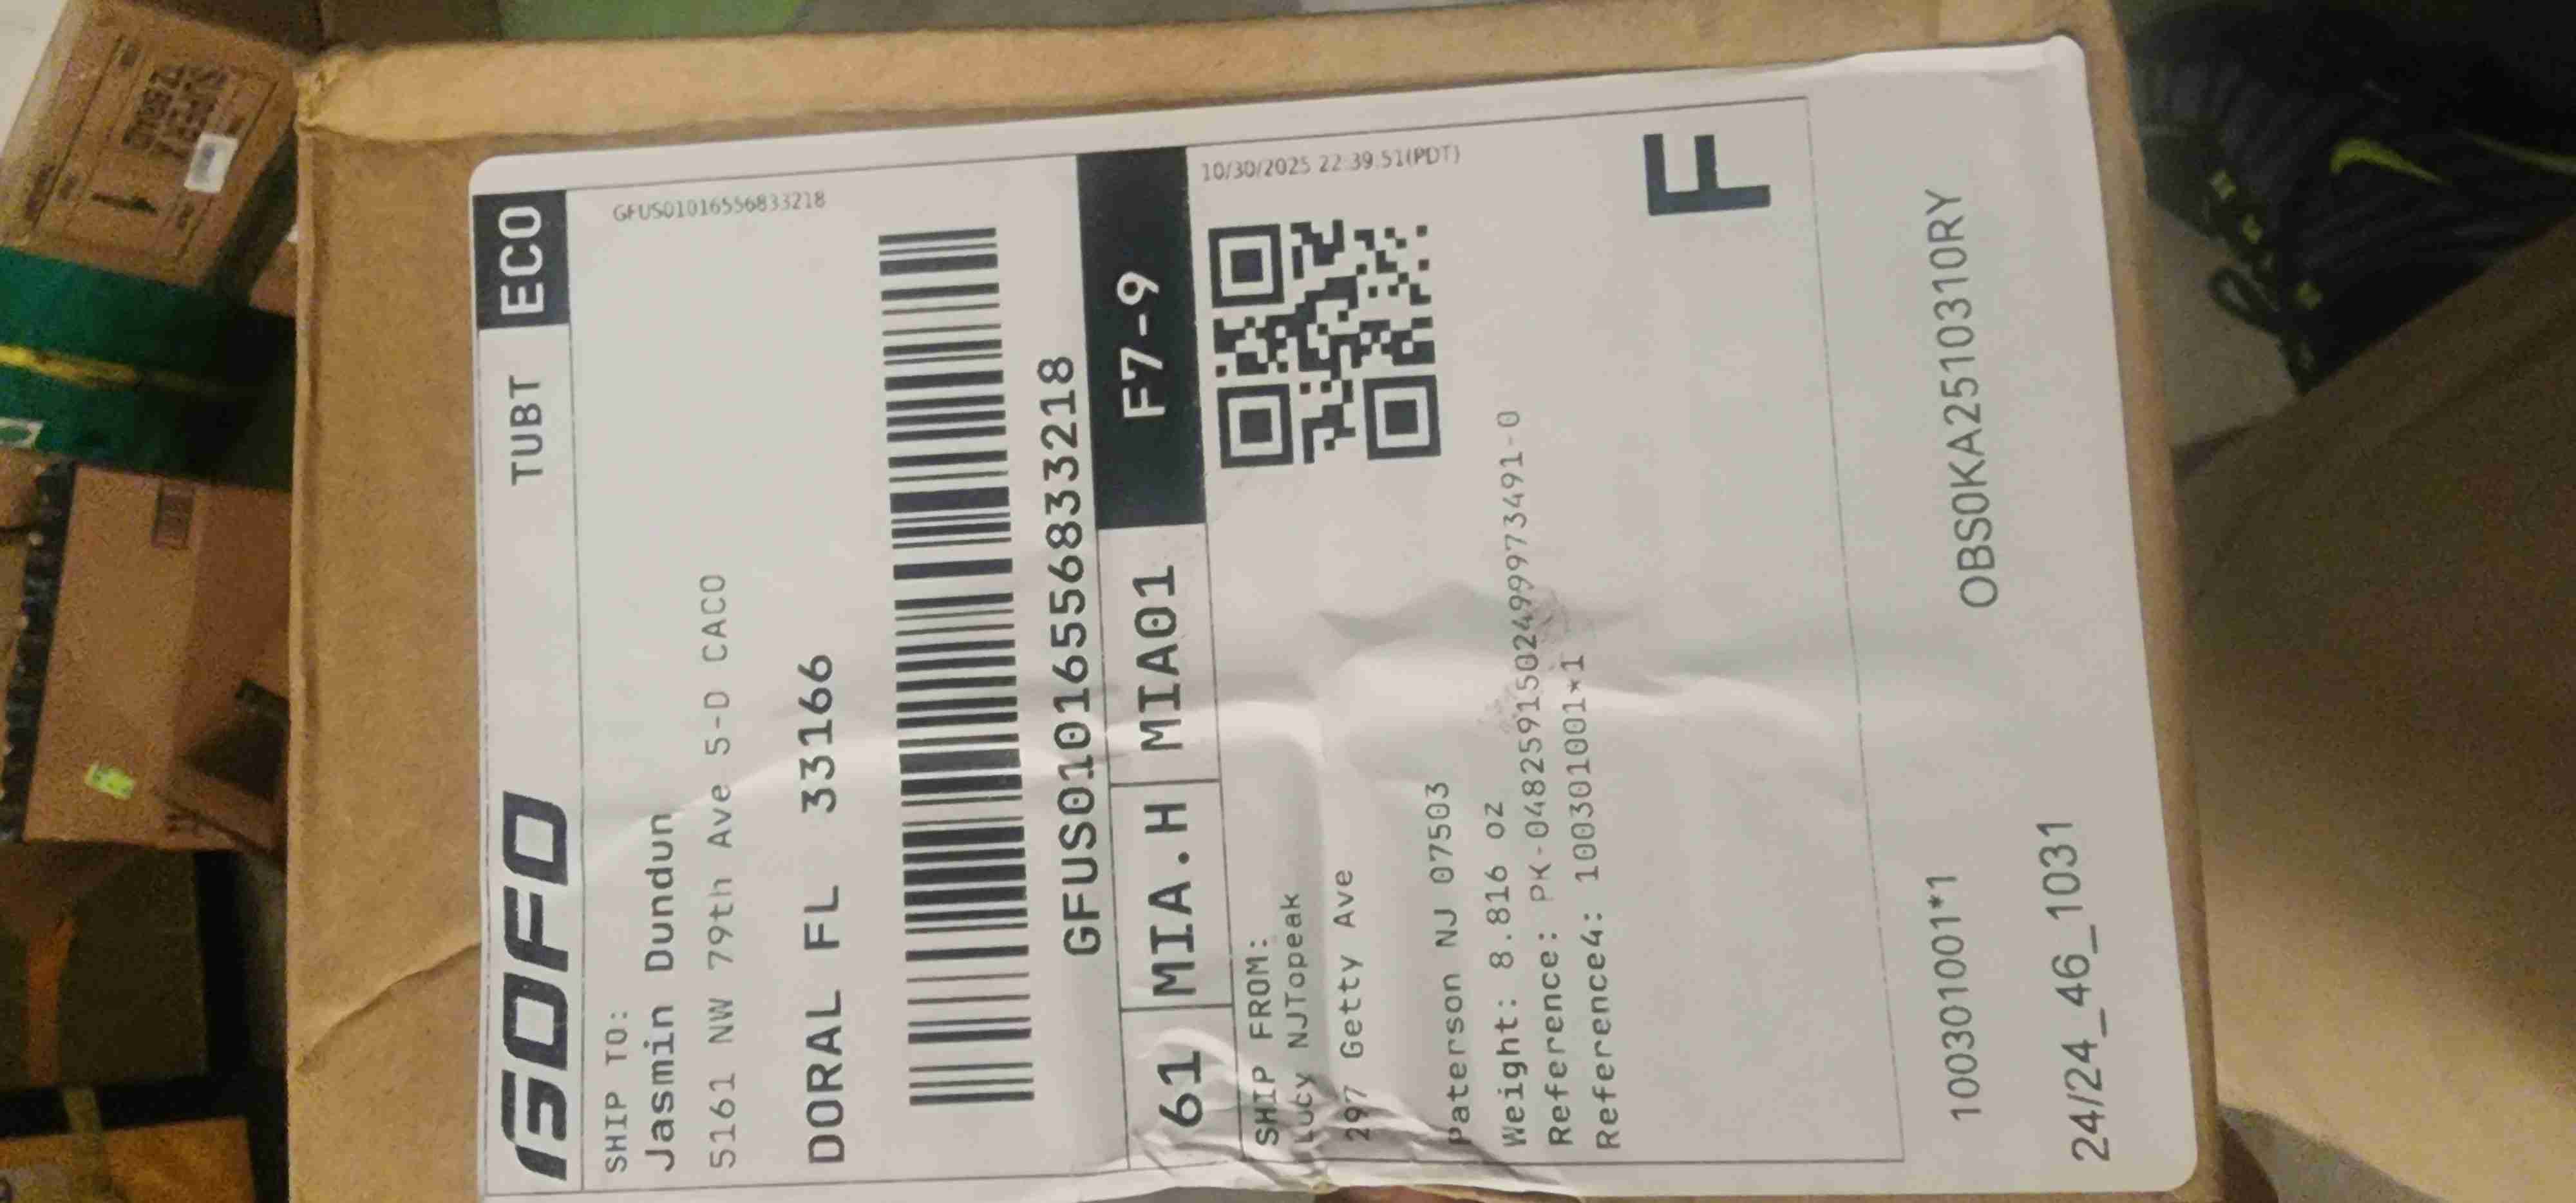 GOFO
TUBT
ECO
GFUS01016556833218
SHIP TO:
Jasmin Dundun
5161 NW 79th Ave 5-D CACO
DORAL FL 33166
GFUS01016556833218
61
MIA.H
MIA01
F7-9
10/30/2025 22:39:51(PDT)
SHIP FROM:
Lucy NJTopeak
297 Getty Ave
Paterson NJ 07503
Weight: 8.816 oz
Reference: PK-04882591502499973491-0
Reference4: 100301001*1
F
100301001*1
OBS0KA2510310RY
24/24_46_1031